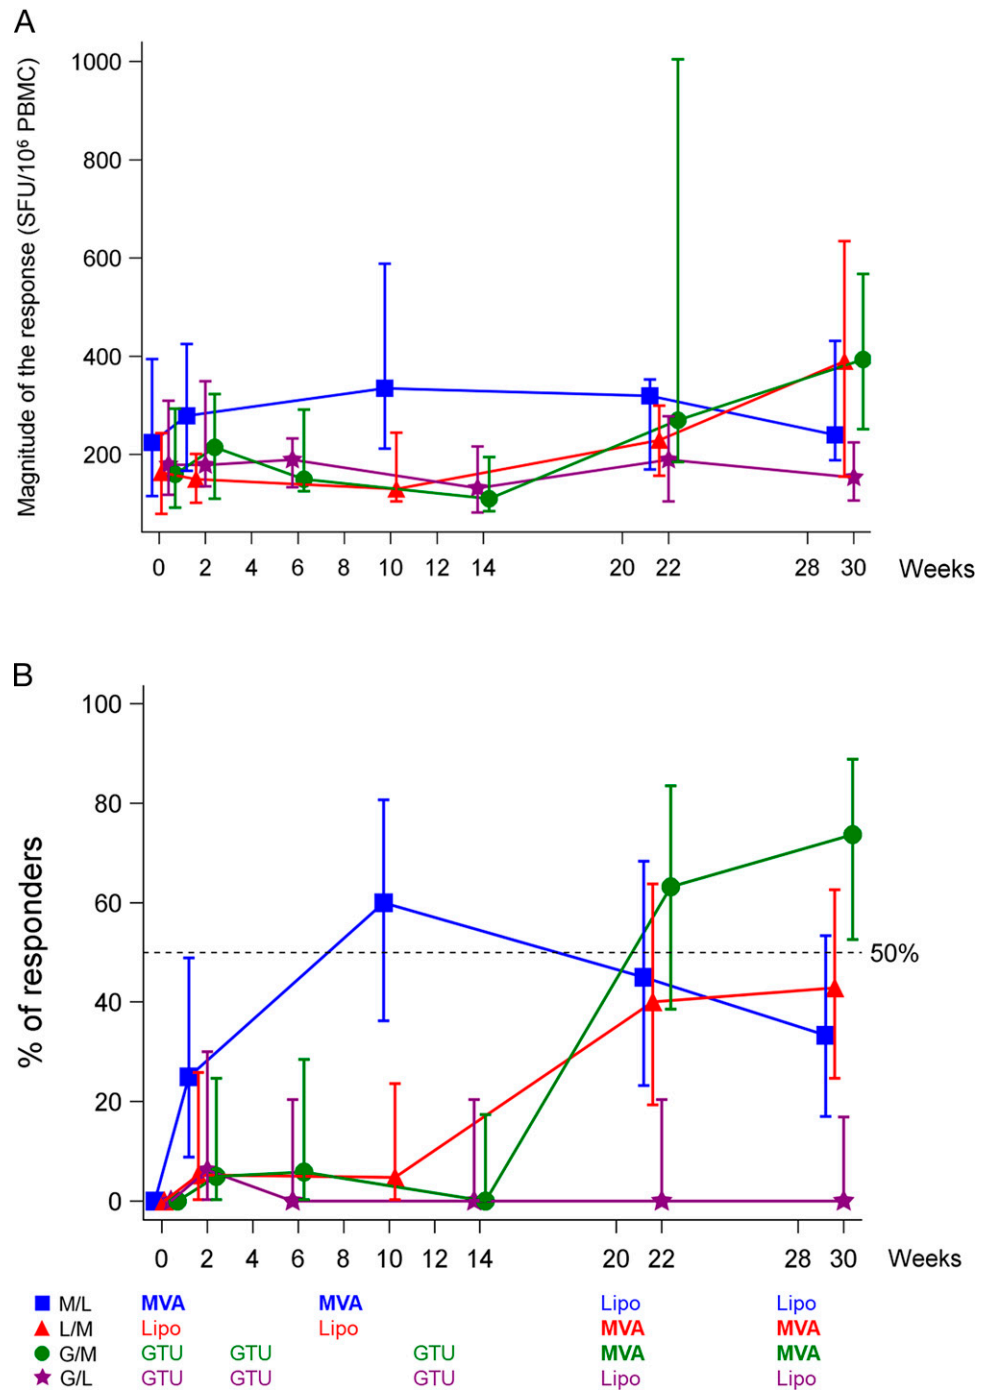 A
Magnitude of the response (SFU/10⁶ PBMC)
1000
800
600
400
200
0 2 4 6 8 10 12 14 20 22 28 30 Weeks
B
% of responders
100
80
60
40
20
0
50%
0 2 4 6 8 10 12 14 20 22 28 30 Weeks
M/L MVA MVA Lipo Lipo
L/M Lipo Lipo MVA MVA
G/M GTU GTU GTU MVA MVA
G/L GTU GTU GTU Lipo Lipo